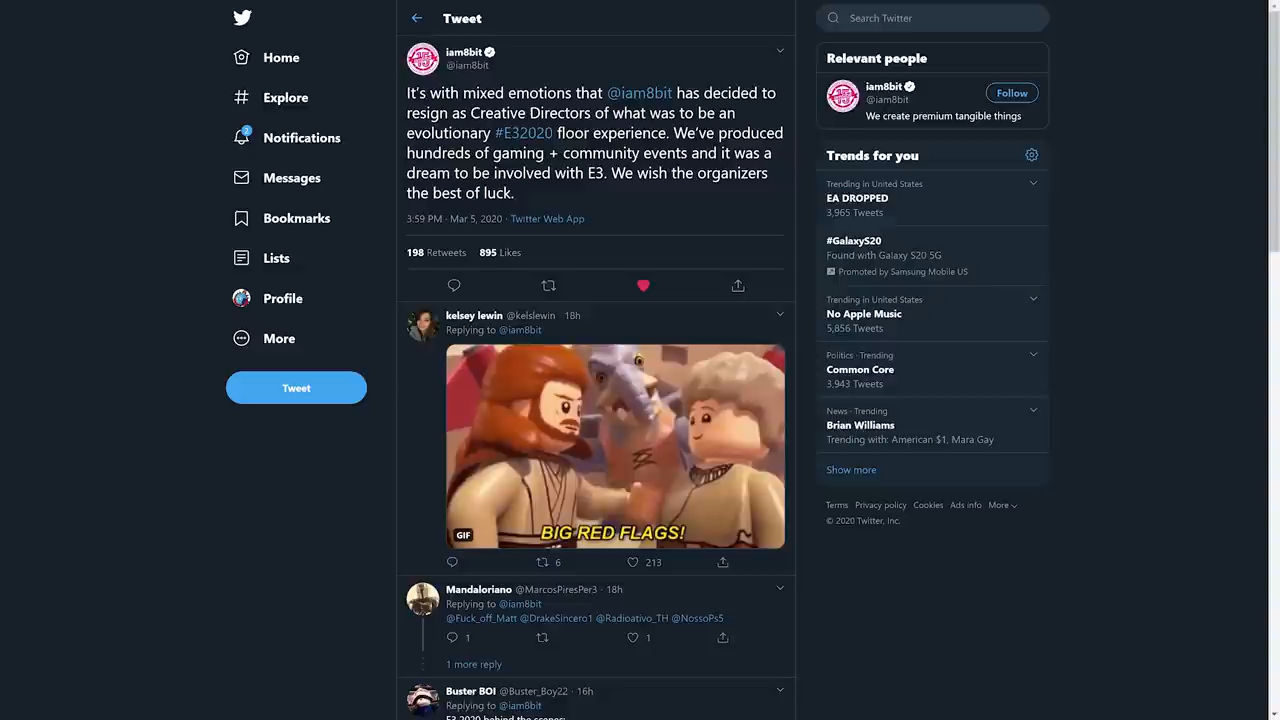 Home
Explore
2
Notifications
Messages
Bookmarks
Lists
Profile
More
Tweet
Tweet
iam8bit
@iam8bit
It's with mixed emotions that @iam8bit has decided to
resign as Creative Directors of what was to be an
evolutionary #E32020 floor experience. We've produced
hundreds of gaming + community events and it was a
dream to be involved with E3. We wish the organizers
the best of luck.
3:59 PM · Mar 5, 2020 · Twitter Web App
198 Retweets 895 Likes
kelsey lewin @kelslewin · 18h
Replying to @iam8bit
BIG RED FLAGS!
GIF
6 213
Mandaloriano @MarcosPiresPer3 · 18h
Replying to @iam8bit
@Fuck_off_Matt @DrakeSincero1 @Radioativo_TH @NossoPs5
1 1
1 more reply
Buster BOI @Buster_Boy22 · 16h
Replying to @iam8bit
E3 2020 behind the scenes:
Search Twitter
Relevant people
iam8bit
@iam8bit
Follow
We create premium tangible things
Trends for you
Trending in United States
EA DROPPED
3,965 Tweets
#GalaxyS20
Found with Galaxy S20 5G
Promoted by Samsung Mobile US
Trending in United States
No Apple Music
5,856 Tweets
Politics · Trending
Common Core
3,943 Tweets
News · Trending
Brian Williams
Trending with: American $1, Mara Gay
Show more
Terms Privacy policy Cookies Ads info More
© 2020 Twitter, Inc.